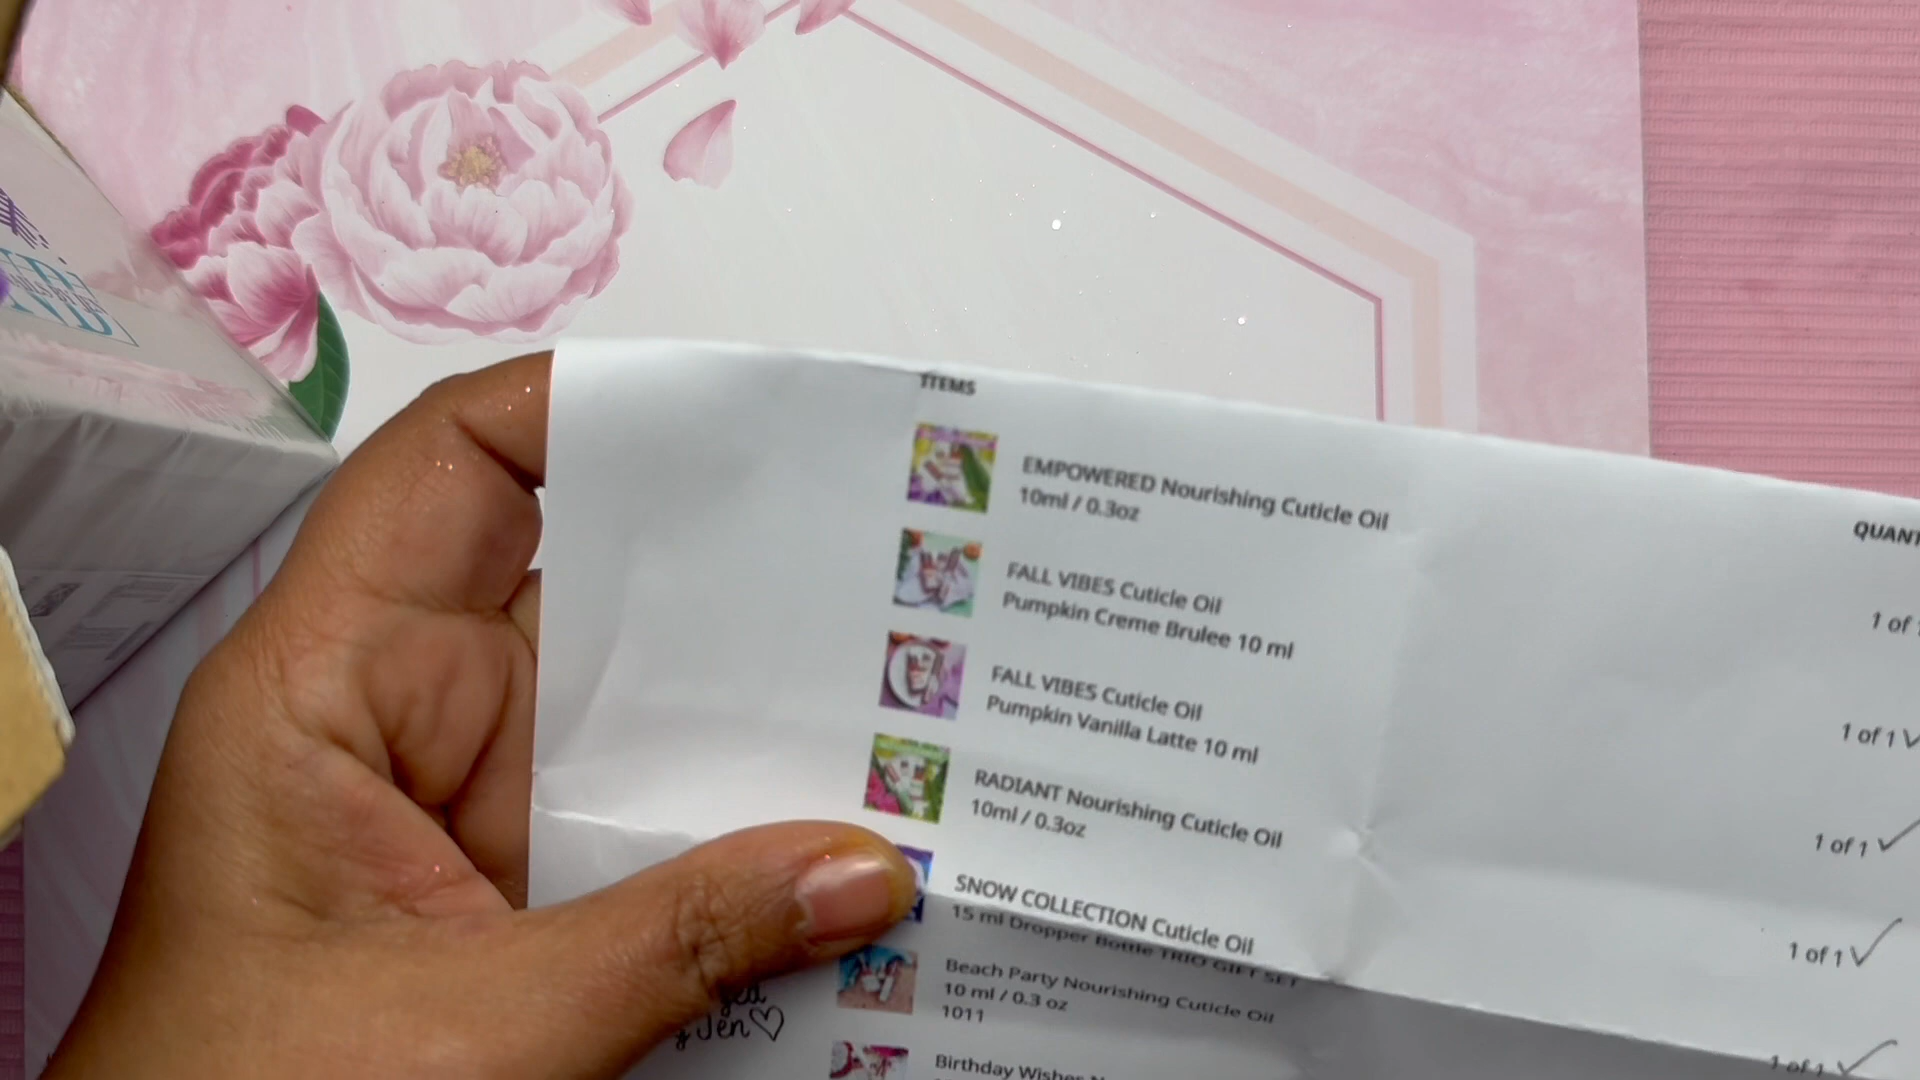 ITEMS
QUANT
EMPOWERED Nourishing Cuticle Oil
10ml / 0.3oz
1 of
FALL VIBES Cuticle Oil
Pumpkin Creme Brulee 10 ml
1 of 1
FALL VIBES Cuticle Oil
Pumpkin Vanilla Latte 10 ml
1 of 1
RADIANT Nourishing Cuticle Oil
10ml / 0.3oz
1 of 1
SNOW COLLECTION Cuticle Oil
15 ml Dropper Bottle TRIO GIFT SET
1 of 1
Beach Party Nourishing Cuticle Oil
10 ml / 0.3 oz
1011
Birthday Wishes
Jen